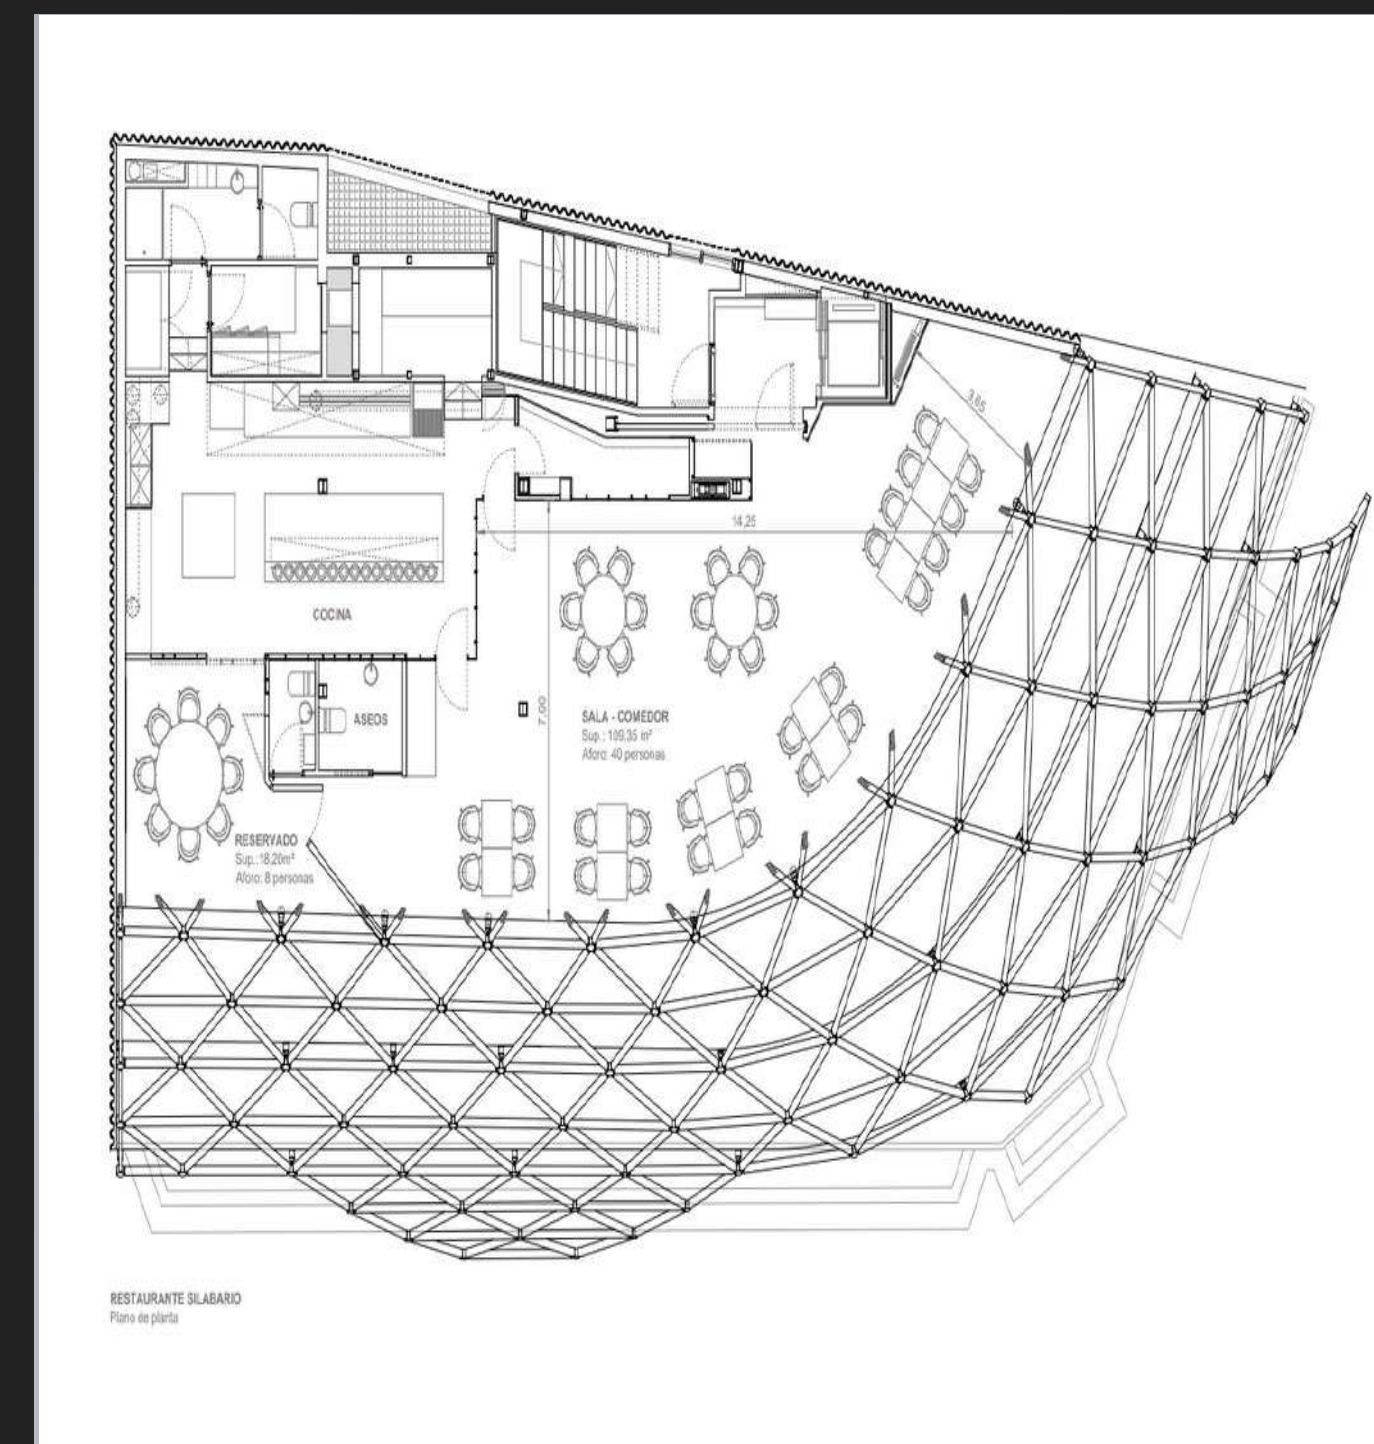 3,65
14,25
COCINA
7,00
SALA - COMEDOR
Sup.: 109,35 m²
Aforo: 40 personas
ASEOS
RESERVADO
Sup.:18,20m²
Aforo: 8 personas
RESTAURANTE SILABARIO
Plano de planta